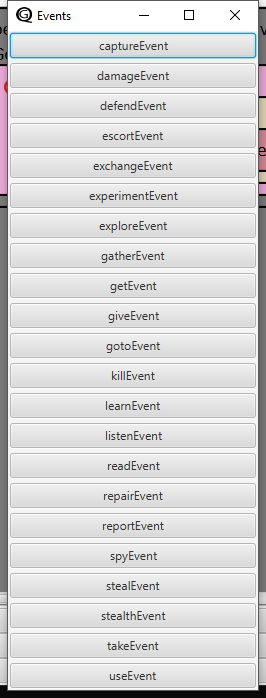 Events
captureEvent
damageEvent
defendEvent
escortEvent
exchangeEvent
experimentEvent
exploreEvent
gatherEvent
getEvent
giveEvent
gotoEvent
killEvent
learnEvent
listenEvent
readEvent
repairEvent
reportEvent
spyEvent
stealEvent
stealthEvent
takeEvent
useEvent